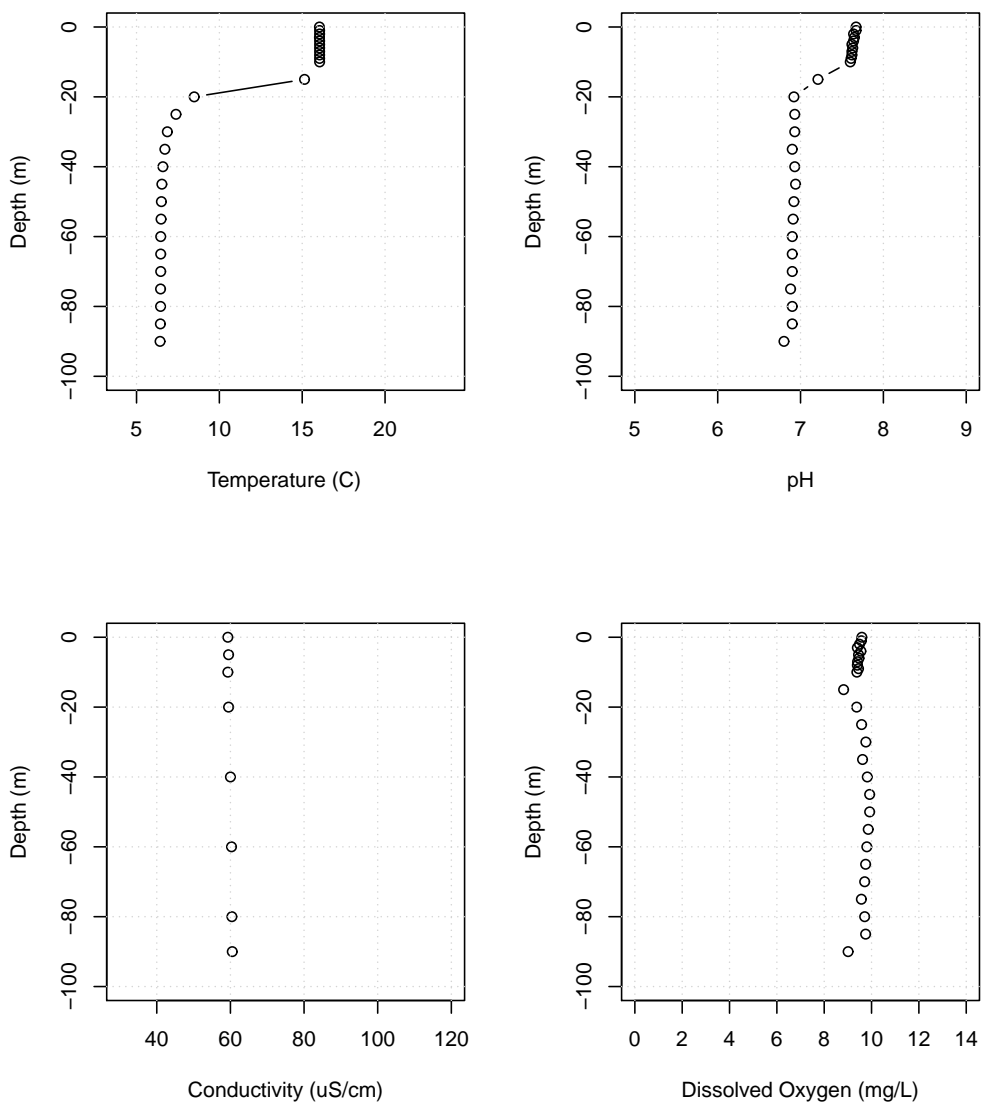 0
−20
−40
−60
−80
−100
Depth (m)
5 10 15 20
Temperature (C)
0
−20
−40
−60
−80
−100
Depth (m)
5 6 7 8 9
pH
0
−20
−40
−60
−80
−100
Depth (m)
40 60 80 100 120
Conductivity (uS/cm)
0
−20
−40
−60
−80
−100
Depth (m)
0 2 4 6 8 10 12 14
Dissolved Oxygen (mg/L)